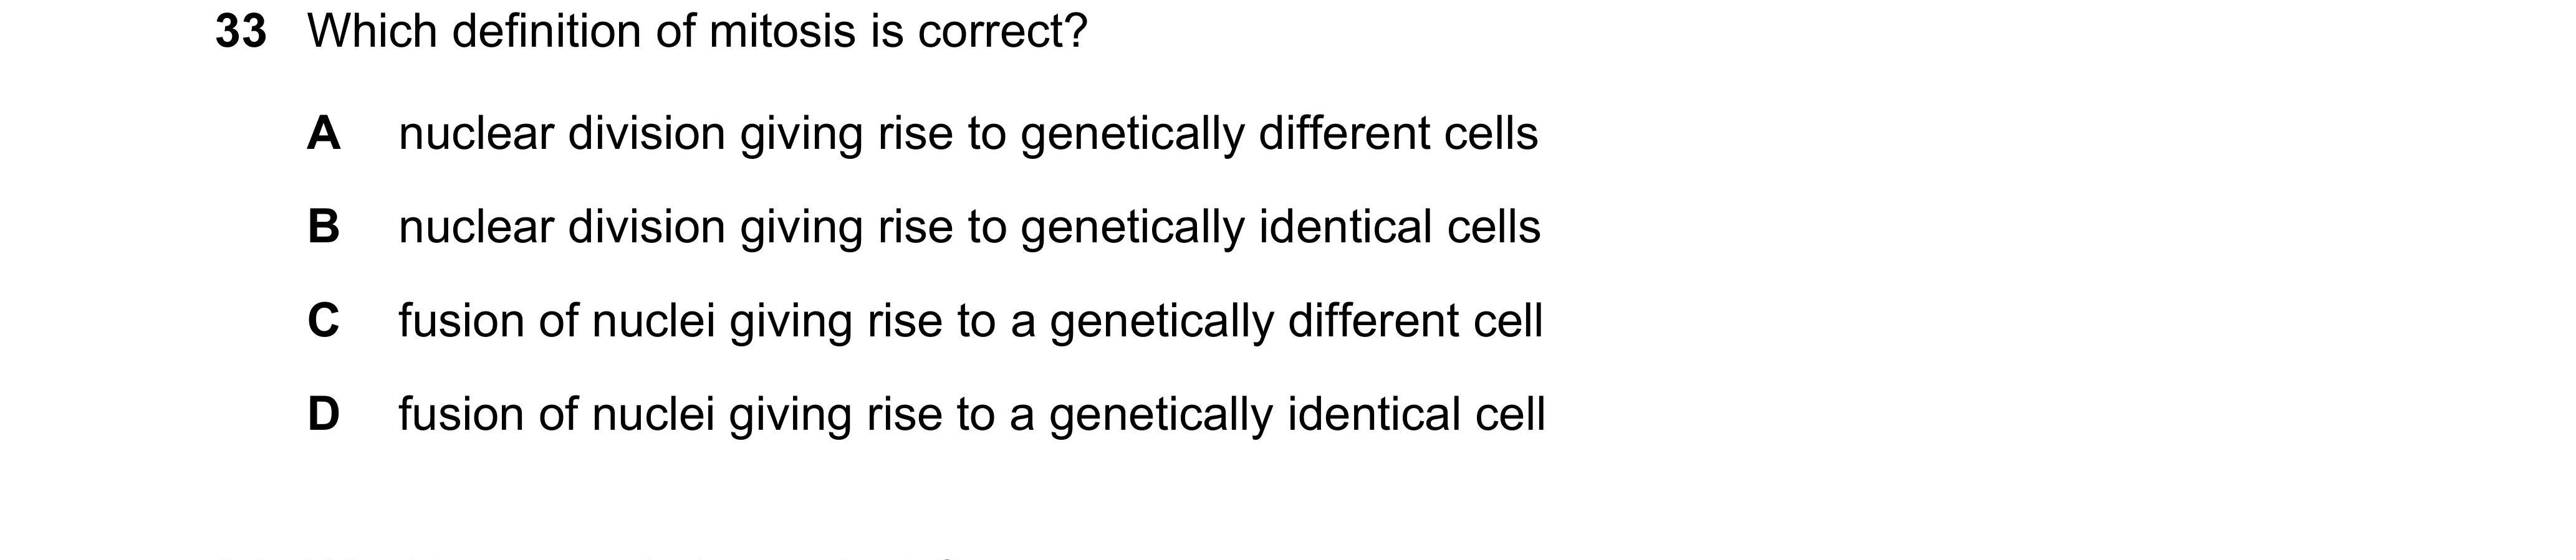 33 Which definition of mitosis is correct?
A nuclear division giving rise to genetically different cells
B nuclear division giving rise to genetically identical cells
C fusion of nuclei giving rise to a genetically different cell
D fusion of nuclei giving rise to a genetically identical cell